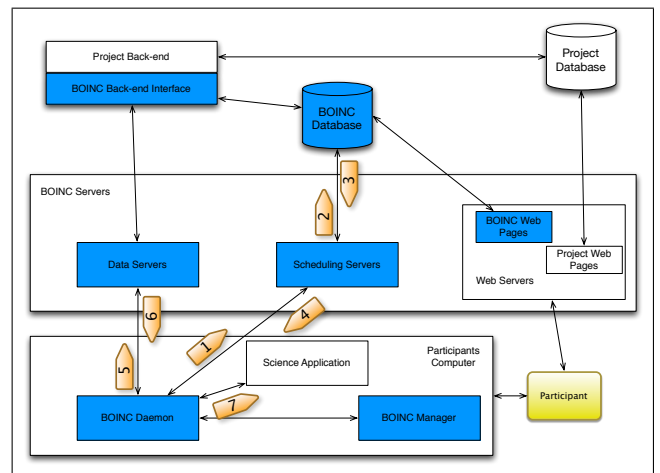 Project Back-end
BOINC Back-end Interface
Project
Database
BOINC
Database
BOINC Servers
3
2
BOINC Web
Pages
Project Web
Pages
Web Servers
Data Servers
Scheduling Servers
6
5
1
4
Science Application
Participants
Computer
7
BOINC Daemon
BOINC Manager
Participant